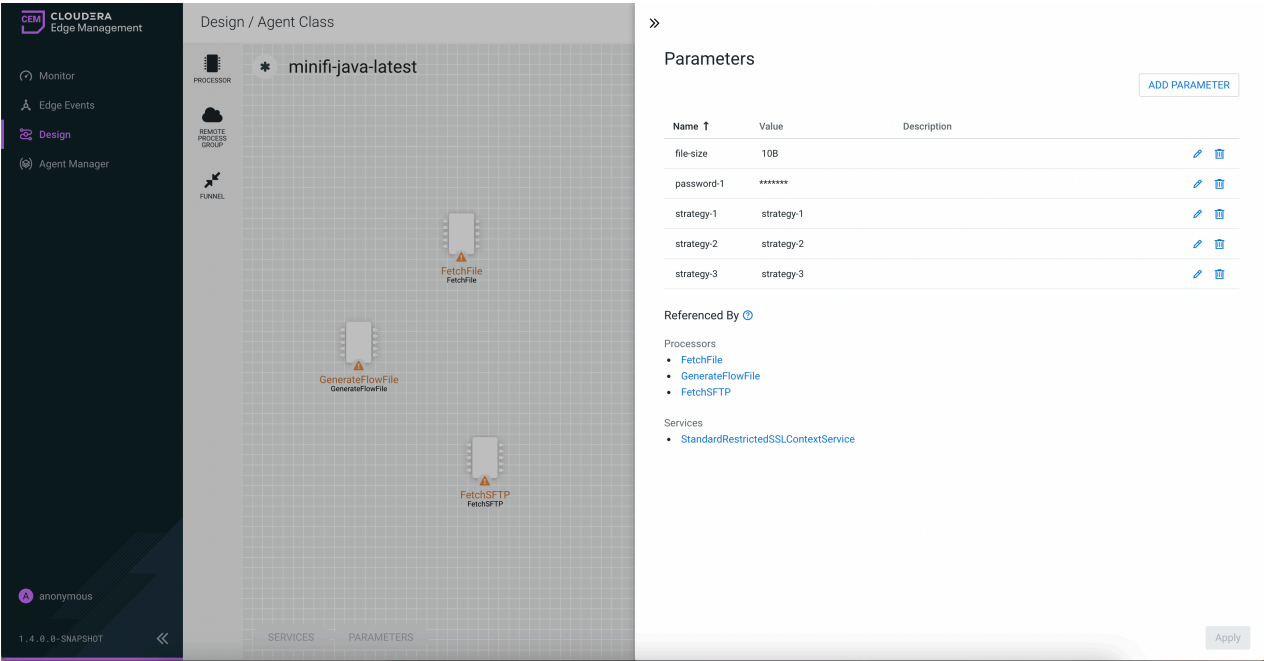 CEM
CLOUDERA
Edge Management
Monitor
Edge Events
Design
Agent Manager
A anonymous
1.4.0.0-SNAPSHOT
Design / Agent Class
PROCESSOR
REMOTE
PROCESS
GROUP
FUNNEL
minifi-java-latest
FetchFile
FetchFile
GenerateFlowFile
GenerateFlowFile
FetchSFTP
FetchSFTP
SERVICES PARAMETERS
Parameters
ADD PARAMETER
Name Value Description
file-size 10B
password-1 *******
strategy-1 strategy-1
strategy-2 strategy-2
strategy-3 strategy-3
Referenced By
Processors
FetchFile
GenerateFlowFile
FetchSFTP
Services
StandardRestrictedSSLContextService
Apply